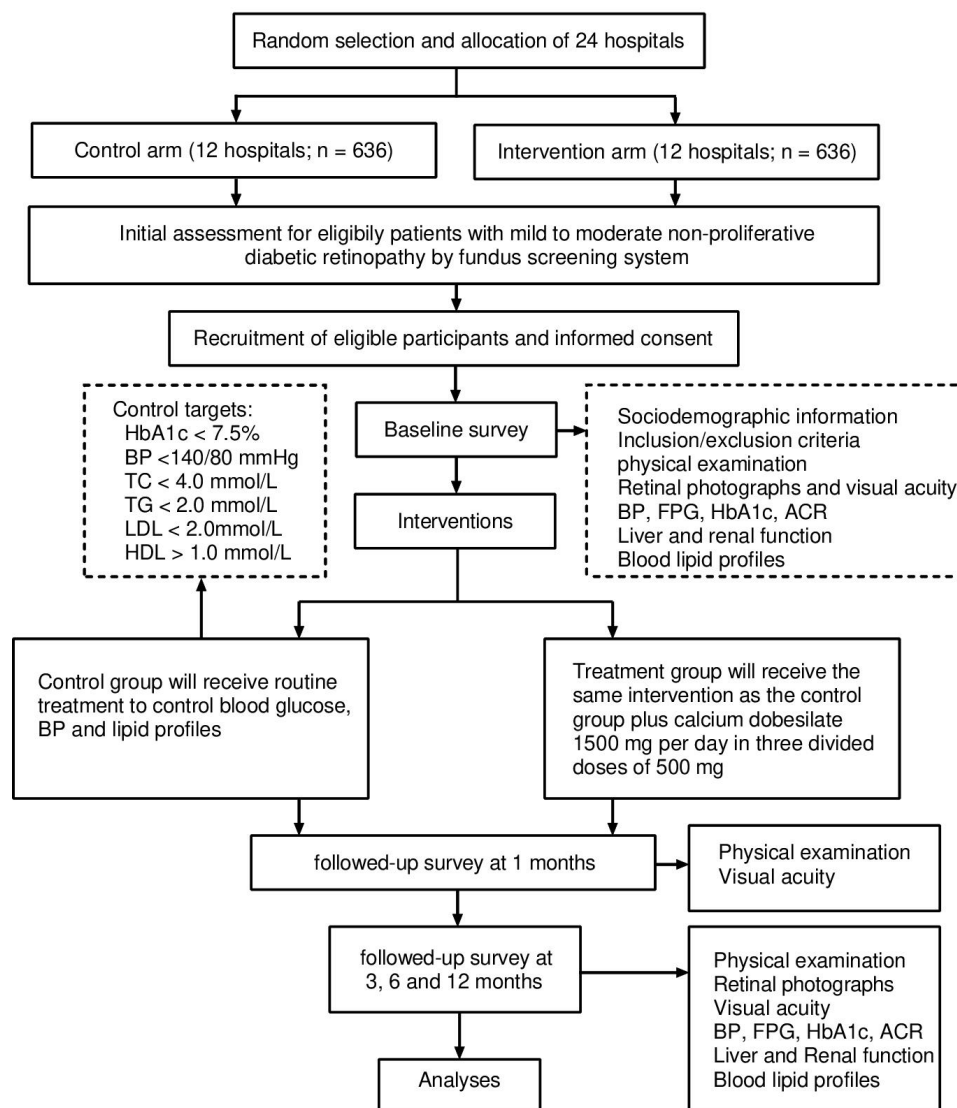 Random selection and allocation of 24 hospitals
Control arm (12 hospitals; n = 636)
Intervention arm (12 hospitals; n = 636)
Initial assessment for eligibily patients with mild to moderate non-proliferative
diabetic retinopathy by fundus screening system
Recruitment of eligible participants and informed consent
Control targets:
HbA1c < 7.5%
BP <140/80 mmHg
TC < 4.0 mmol/L
TG < 2.0 mmol/L
LDL < 2.0mmol/L
HDL > 1.0 mmol/L
Baseline survey
Sociodemographic information
Inclusion/exclusion criteria
physical examination
Retinal photographs and visual acuity
BP, FPG, HbA1c, ACR
Liver and renal function
Blood lipid profiles
Interventions
Control group will receive routine
treatment to control blood glucose,
BP and lipid profiles
Treatment group will receive the
same intervention as the control
group plus calcium dobesilate
1500 mg per day in three divided
doses of 500 mg
followed-up survey at 1 months
Physical examination
Visual acuity
followed-up survey at
3, 6 and 12 months
Physical examination
Retinal photographs
Visual acuity
BP, FPG, HbA1c, ACR
Liver and Renal function
Blood lipid profiles
Analyses